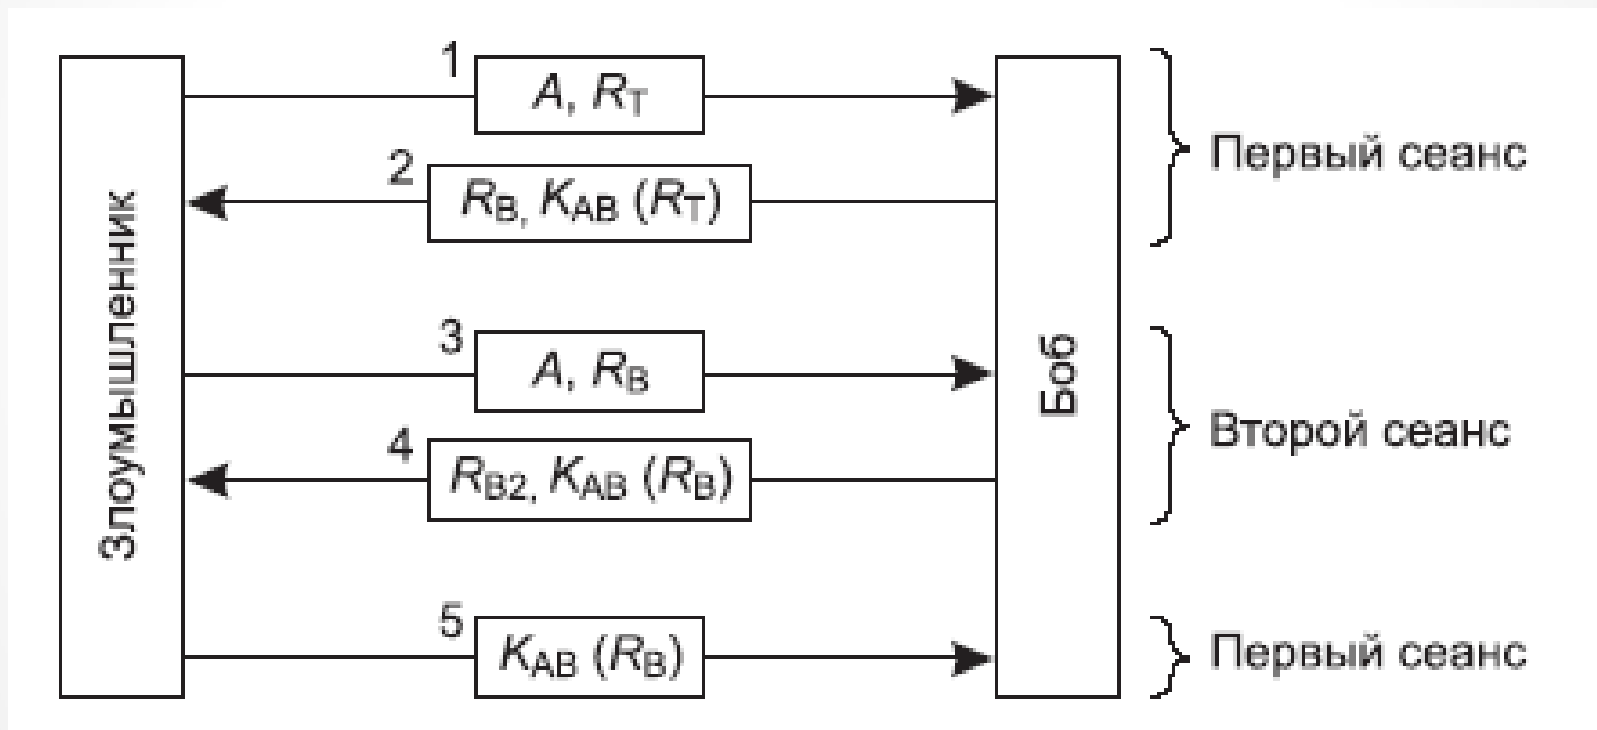 1
A, R_T
2
R_B, K_AB (R_T)
Первый сеанс
Злоумышленник
3
A, R_B
4
R_B2, K_AB (R_B)
Боб
Второй сеанс
5
K_AB (R_B)
Первый сеанс